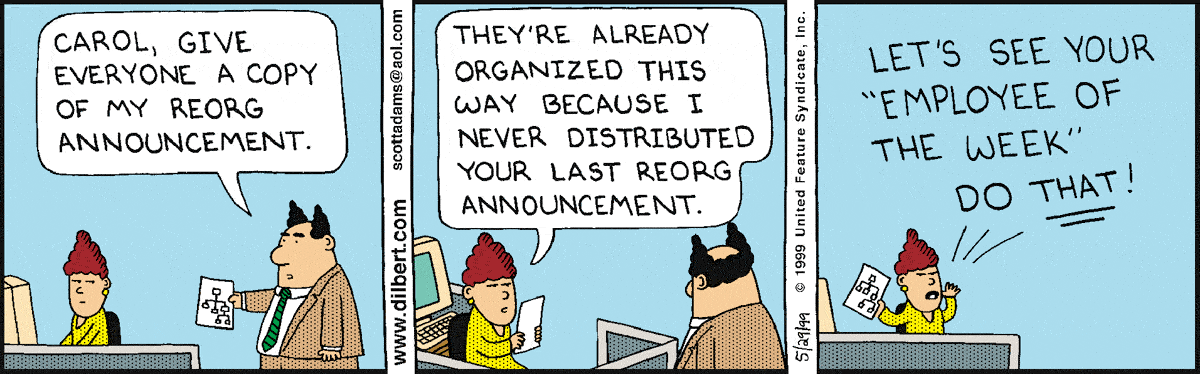 CAROL, GIVE
EVERYONE A COPY
OF MY REORG
ANNOUNCEMENT.
www.dilbert.com
scottadams@aol.com
THEY'RE ALREADY
ORGANIZED THIS
WAY BECAUSE I
NEVER DISTRIBUTED
YOUR LAST REORG
ANNOUNCEMENT.
5/29/99
© 1999 United Feature Syndicate, Inc.
LET'S SEE YOUR
"EMPLOYEE OF
THE WEEK"
DO THAT!